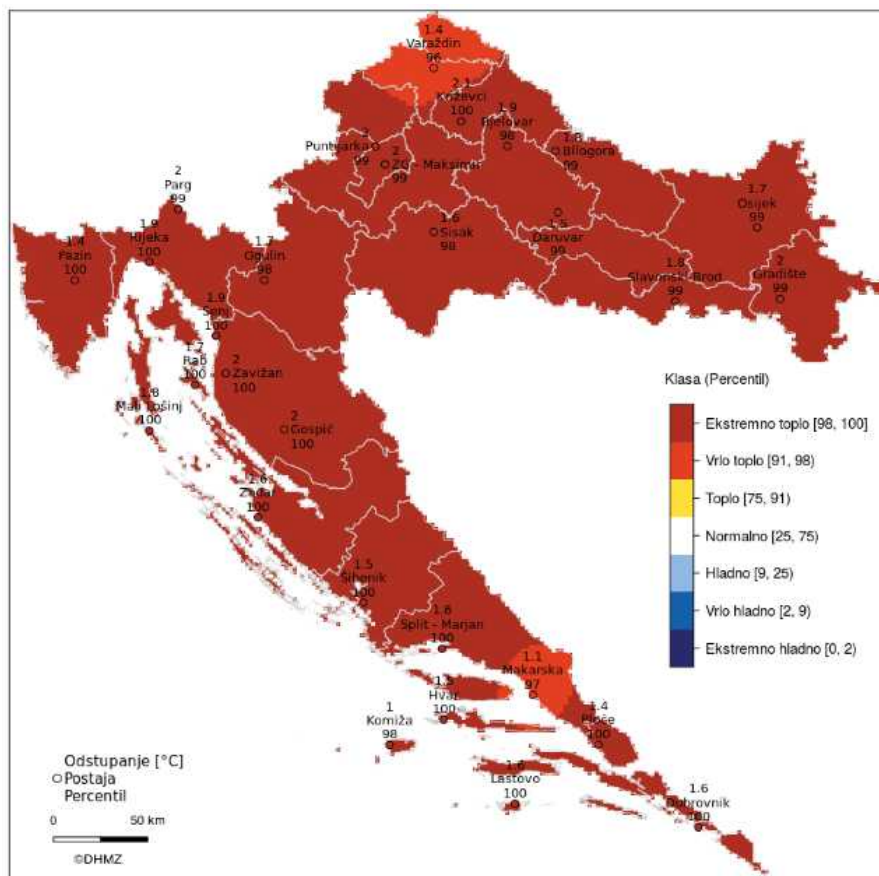 1.4
Varaždin
96
2.1
Koževci
100
1.9
Bjelovar
98
1.8
Bilogora
99
2
Puntijarka
99
2
ZG - Maksimir
99
2
Parg
99
1.9
Rijeka
100
1.4
Pazin
100
1.7
Ogulin
98
1.6
Sisak
98
1.5
Daruvar
99
1.7
Osijek
99
1.8
Slavonski-Brod
99
2
Gradište
99
1.9
Senj
100
1.7
Rab
100
2
Zavižan
100
1.8
Mali Lošinj
100
2
Gospić
100
1.6
Zadar
100
1.5
Šibenik
100
1.6
Split - Marjan
100
1.1
Makarska
97
1.5
Hvar
100
1
Komiža
98
1.4
Ploče
100
1.6
Lastovo
100
1.6
Dubrovnik
100
Klasa (Percentil)
Ekstremno toplo [98, 100]
Vrlo toplo [91, 98)
Toplo [75, 91)
Normalno [25, 75)
Hladno [9, 25)
Vrlo hladno [2, 9)
Ekstremno hladno [0, 2)
Odstupanje [°C]
Postaja
Percentil
0 50 km
©DHMZ